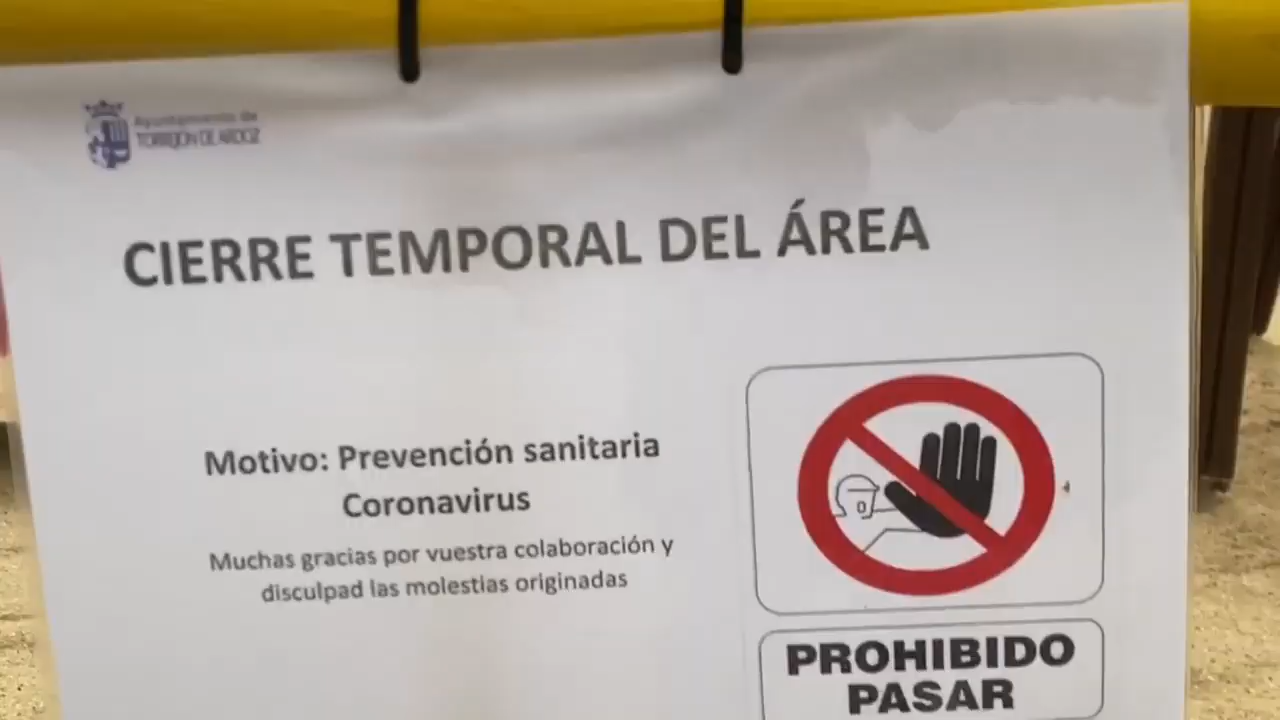 Ayuntamiento de
TORREJÓN DE ARDOZ
CIERRE TEMPORAL DEL ÁREA
Motivo: Prevención sanitaria
Coronavirus
Muchas gracias por vuestra colaboración y
disculpad las molestias originadas
PROHIBIDO
PASAR